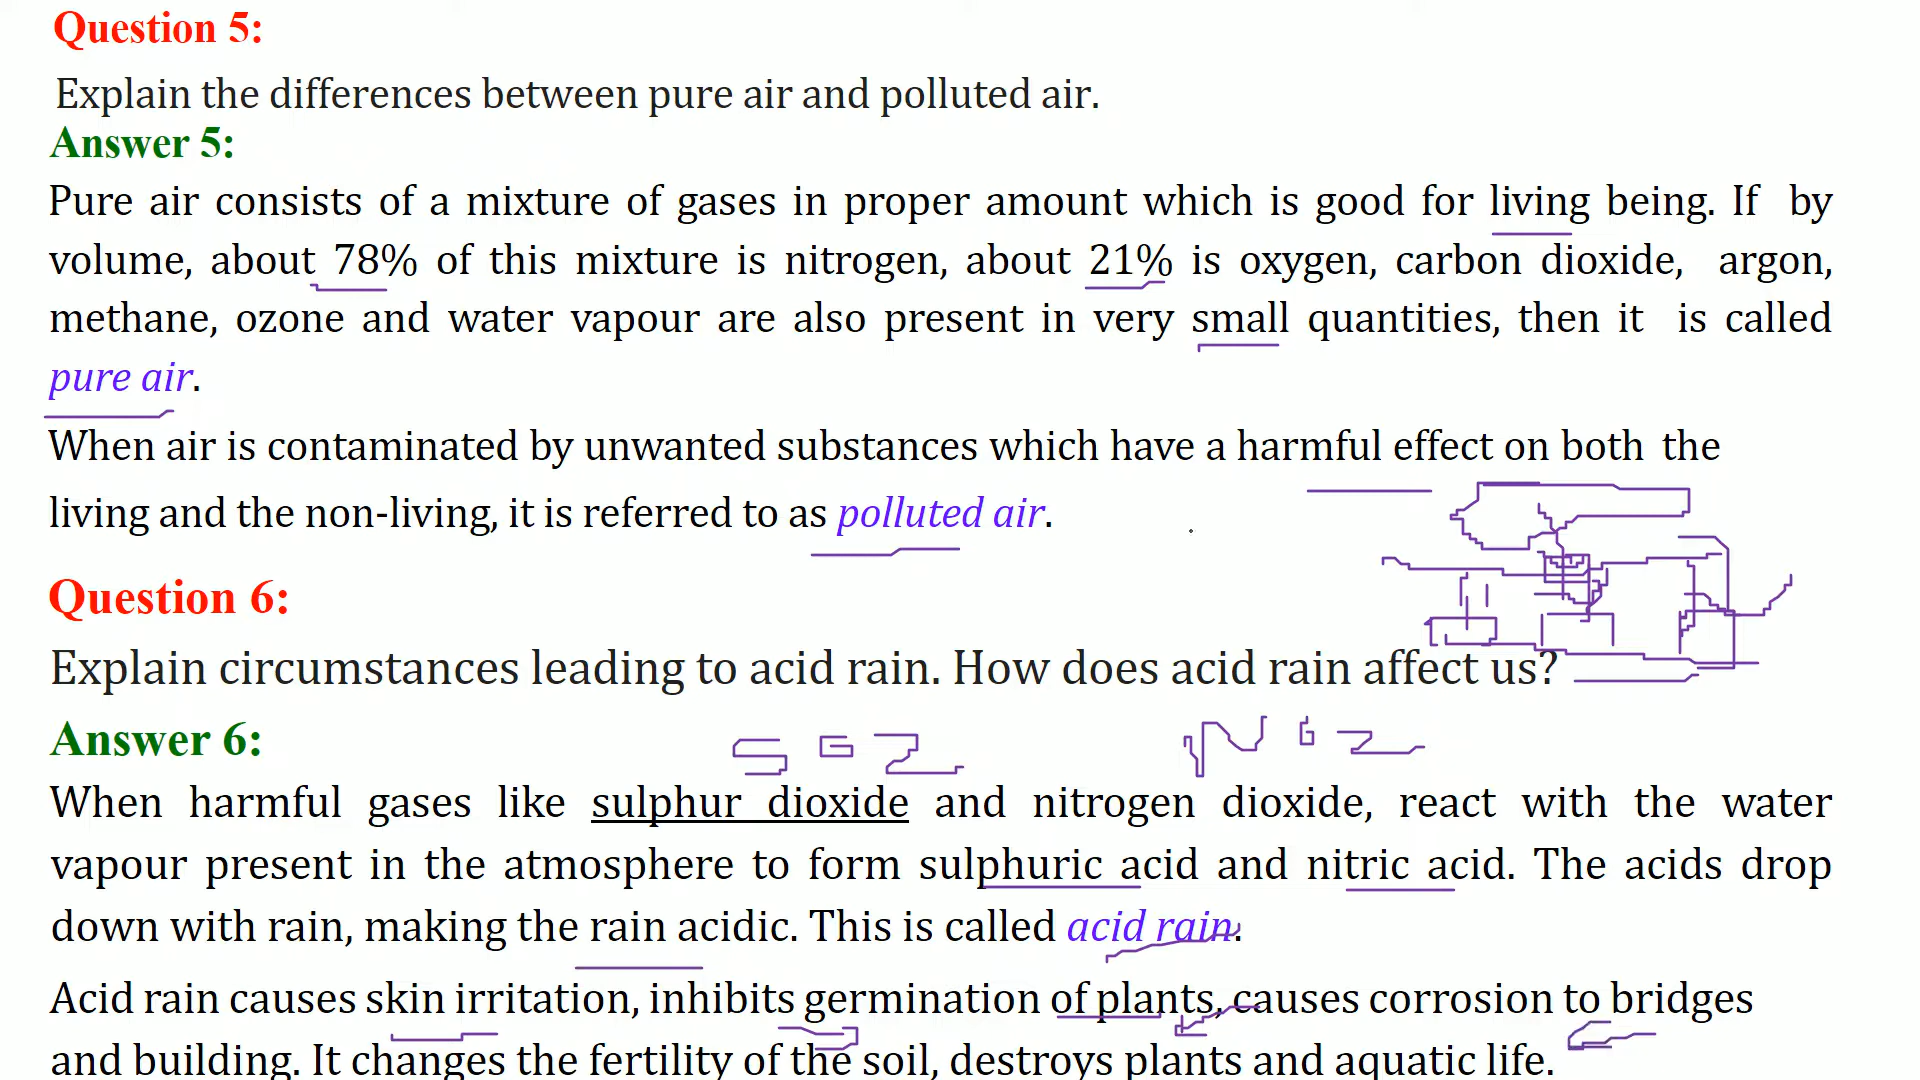 Question 5:
Explain the differences between pure air and polluted air.
Answer 5:
Pure air consists of a mixture of gases in proper amount which is good for living being. If by
volume, about 78% of this mixture is nitrogen, about 21% is oxygen, carbon dioxide, argon,
methane, ozone and water vapour are also present in very small quantities, then it is called
pure air.
When air is contaminated by unwanted substances which have a harmful effect on both the
living and the non-living, it is referred to as polluted air.
Question 6:
Explain circumstances leading to acid rain. How does acid rain affect us?
Answer 6:
When harmful gases like sulphur dioxide and nitrogen dioxide, react with the water
vapour present in the atmosphere to form sulphuric acid and nitric acid. The acids drop
down with rain, making the rain acidic. This is called acid rain.
Acid rain causes skin irritation, inhibits germination of plants, causes corrosion to bridges
and building. It changes the fertility of the soil, destroys plants and aquatic life.